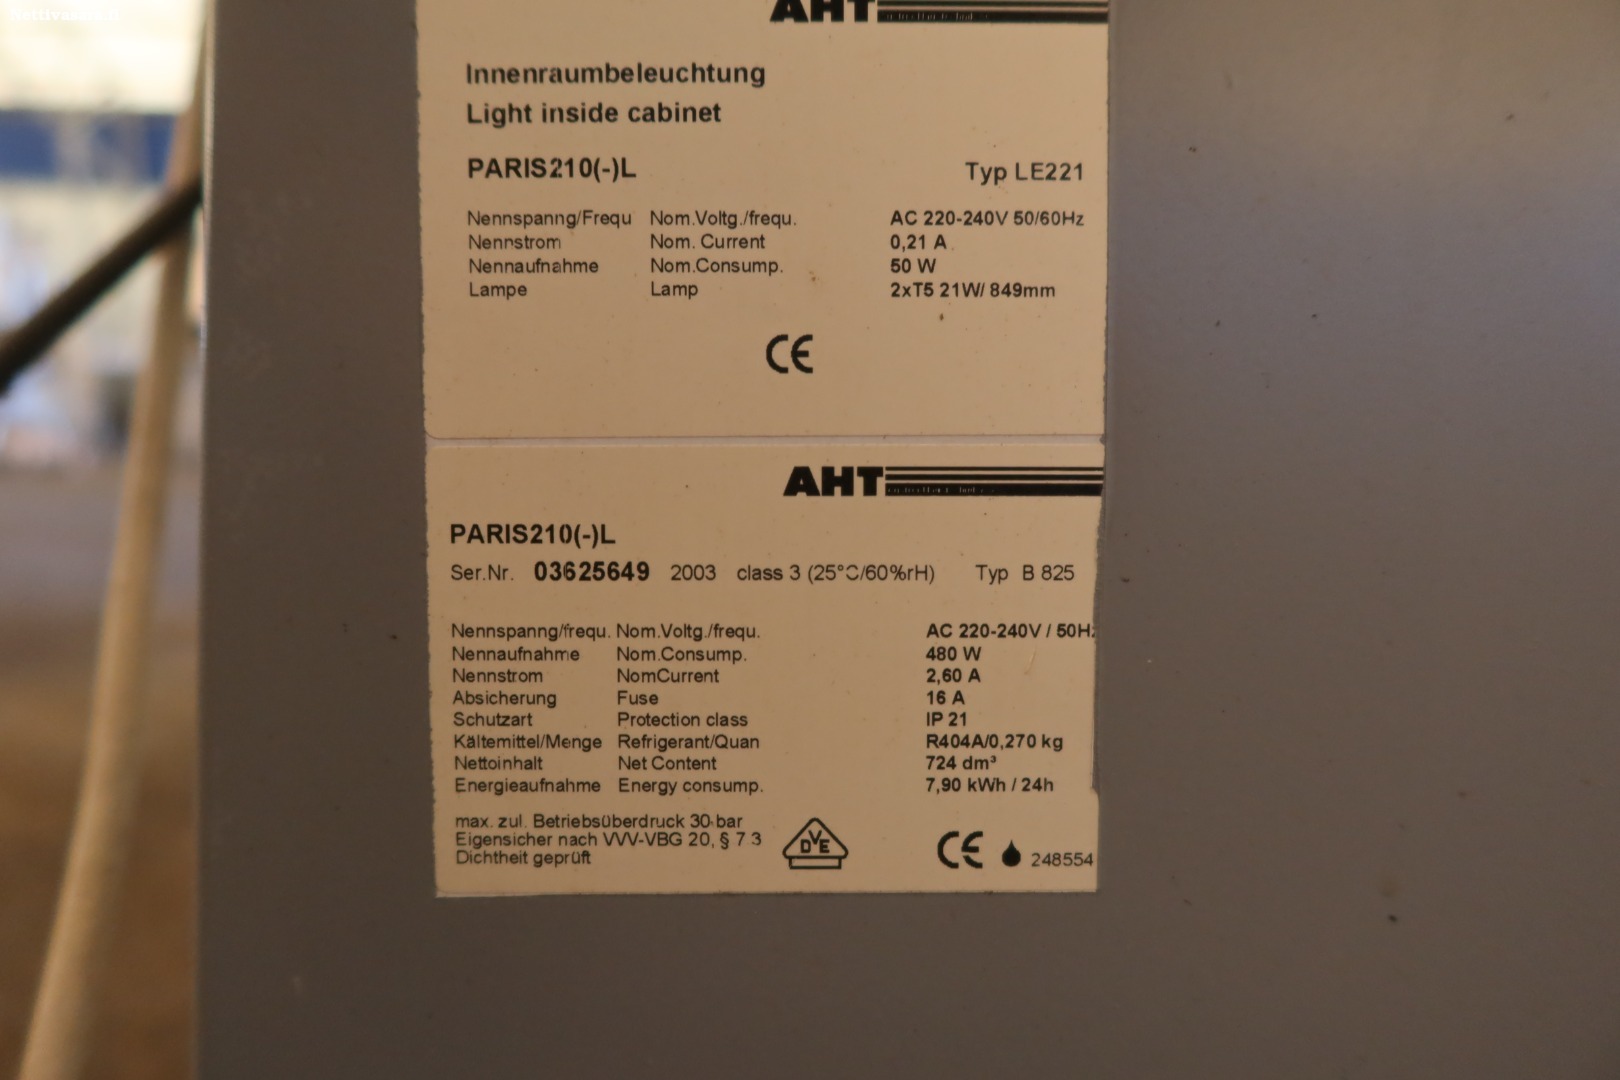 Nettivaraosa.fi
AHT
Innenraumbeleuchtung
Light inside cabinet
PARIS210(-)L Typ LE221
Nennspanng/Frequ Nom.Voltg./frequ. AC 220-240V 50/60Hz
Nennstrom Nom. Current 0,21 A
Nennaufnahme Nom.Consump. 50 W
Lampe Lamp 2xT5 21W/ 849mm
CE
AHT
PARIS210(-)L
Ser.Nr. 03625649 2003 class 3 (25°C/60%rH) Typ B 825
Nennspanng/frequ. Nom.Voltg./frequ. AC 220-240V / 50Hz
Nennaufnahme Nom.Consump. 480 W
Nennstrom NomCurrent 2,60 A
Absicherung Fuse 16 A
Schutzart Protection class IP 21
Kältemittel/Menge Refrigerant/Quan R404A/0,270 kg
Nettoinhalt Net Content 724 dm³
Energieaufnahme Energy consump. 7,90 kWh / 24h
max. zul. Betriebsüberdruck 30 bar
Eigensicher nach VVV-VBG 20, § 7.3
Dichtheit geprüft
DVE
CE 248554